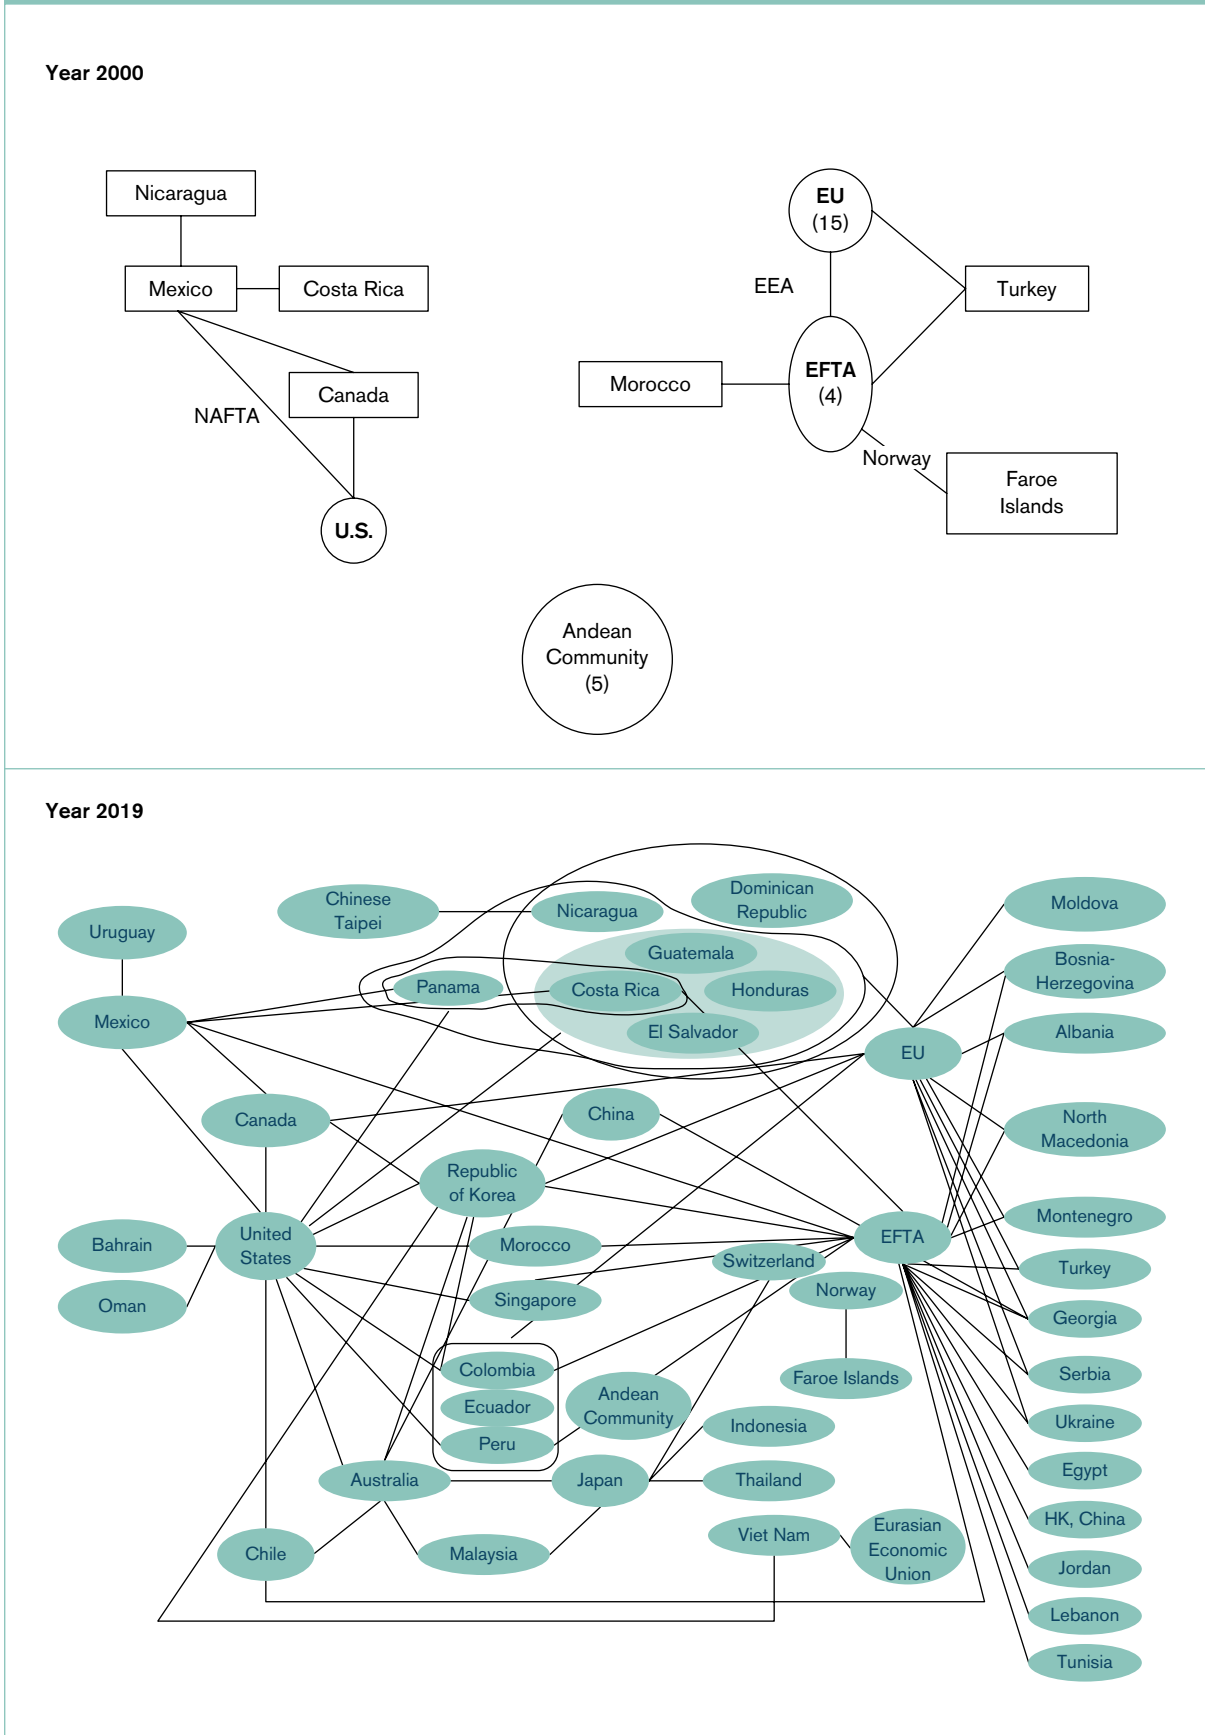 Year 2000
Nicaragua
EU
(15)
EEA
Mexico
Costa Rica
Turkey
Morocco
EFTA
(4)
Canada
NAFTA
Norway
Faroe
Islands
U.S.
Andean
Community
(5)
Year 2019
Chinese
Taipei
Nicaragua
Dominican
Republic
Moldova
Uruguay
Guatemala
Bosnia-
Herzegovina
Panama
Costa Rica
Honduras
Mexico
El Salvador
Albania
EU
Canada
China
North
Macedonia
Republic
of Korea
Montenegro
United
States
EFTA
Bahrain
Morocco
Switzerland
Turkey
Norway
Oman
Singapore
Georgia
Colombia
Faroe Islands
Serbia
Ecuador
Andean
Community
Indonesia
Ukraine
Peru
Egypt
Australia
Japan
Thailand
HK, China
Viet Nam
Eurasian
Economic
Union
Chile
Malaysia
Jordan
Lebanon
Tunisia